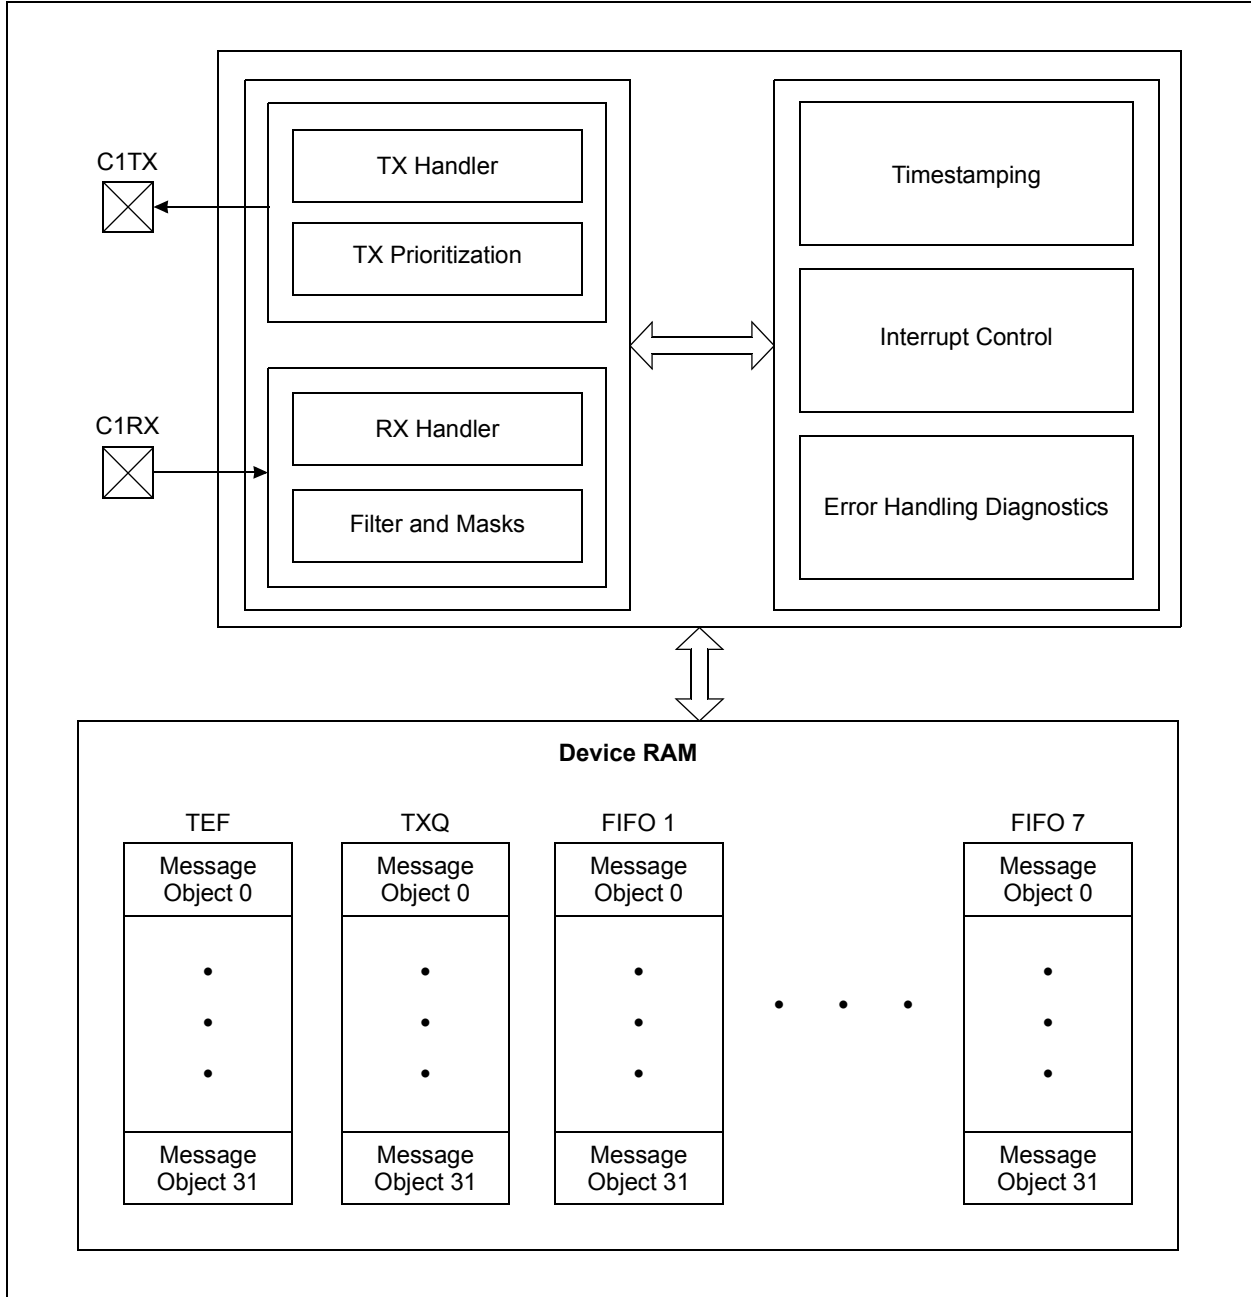 C1TX
TX Handler
TX Prioritization
Timestamping
Interrupt Control
C1RX
RX Handler
Filter and Masks
Error Handling Diagnostics
Device RAM
TEF
Message
Object 0
Message
Object 31
TXQ
Message
Object 0
Message
Object 31
FIFO 1
Message
Object 0
Message
Object 31
FIFO 7
Message
Object 0
Message
Object 31